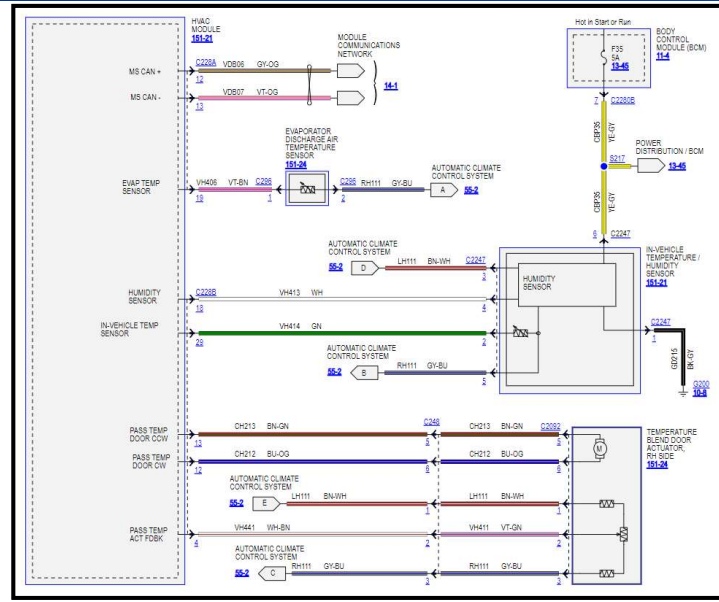 HVAC
MODULE
151-21
Hot in Start or Run
BODY
CONTROL
MODULE (BCM)
11-4
F35
5A
13-45
MODULE
COMMUNICATIONS
NETWORK
MS CAN +
C228A
12
VDB06 GY-OG
MS CAN -
13
VDB07 VT-OG
14-1
7 C2280B
CBP35 YE-GY
S217
POWER
DISTRIBUTION / BCM
13-45
CBP35 YE-GY
6 C2247
EVAPORATOR
DISCHARGE AIR
TEMPERATURE
SENSOR
151-24
EVAP TEMP
SENSOR
19
VH406 VT-BN C296
1
C296 RH111 GY-BU
2
AUTOMATIC CLIMATE
CONTROL SYSTEM
A 55-2
AUTOMATIC CLIMATE
CONTROL SYSTEM
55-2 D
LH111 BN-WH C2247
3
IN-VEHICLE
TEMPERATURE /
HUMIDITY
SENSOR
151-21
HUMIDITY
SENSOR
HUMIDITY
SENSOR
C228B
18
VH413 WH
4
IN-VEHICLE TEMP
SENSOR
29
VH414 GN
2
C2247
1
GD215 BK-GY
G200
10-8
AUTOMATIC CLIMATE
CONTROL SYSTEM
55-2 B
RH111 GY-BU
5
PASS TEMP
DOOR CCW
13
CH213 BN-GN C246
5
CH213 BN-GN C2092
5
PASS TEMP
DOOR CW
12
CH212 BU-OG
6
CH212 BU-OG
6
M
TEMPERATURE
BLEND DOOR
ACTUATOR,
RH SIDE
151-24
AUTOMATIC CLIMATE
CONTROL SYSTEM
55-2 E
LH111 BN-WH
1
LH111 BN-WH
1
PASS TEMP
ACT FDBK
4
VH441 WH-BN
2
VH411 VT-GN
2
AUTOMATIC CLIMATE
CONTROL SYSTEM
55-2 C
RH111 GY-BU
3
RH111 GY-BU
3